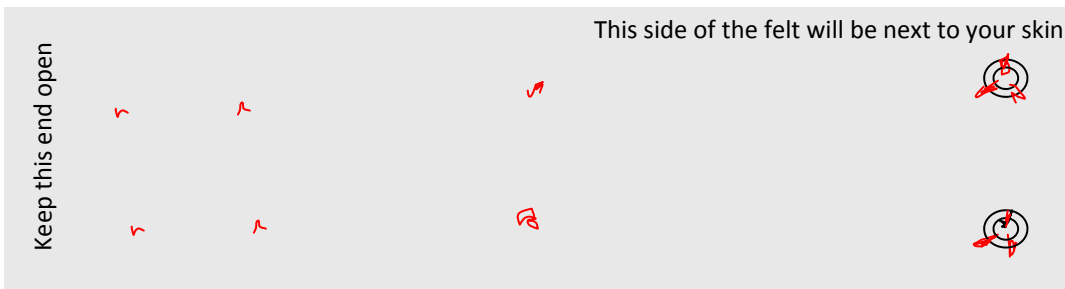 This side of the felt will be next to your skin
Keep this end open